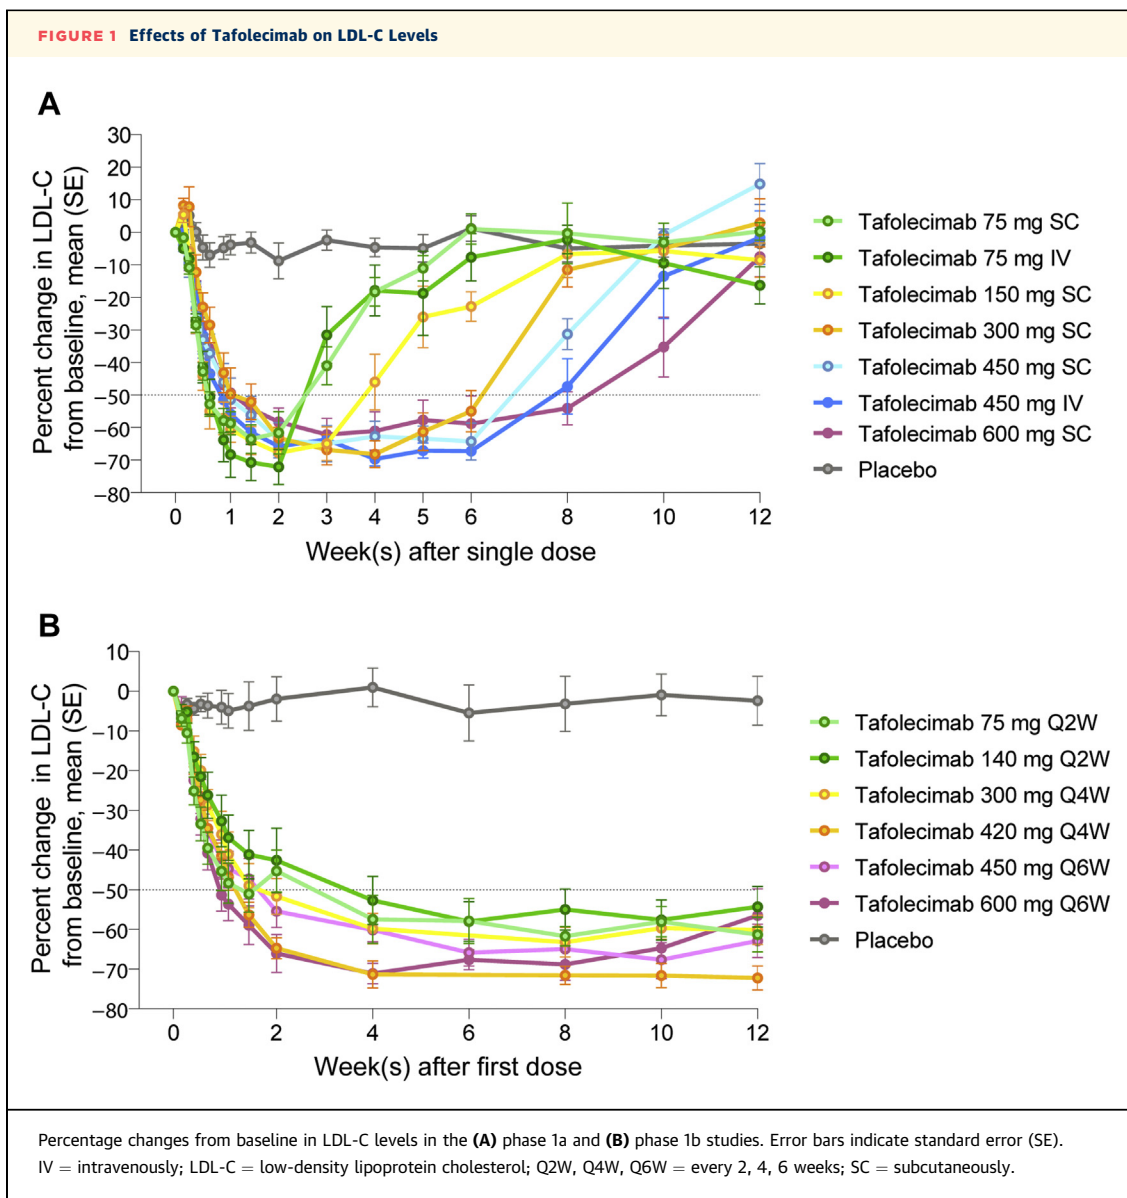 FIGURE 1 Effects of Tafolecimab on LDL-C Levels
A
Percent change in LDL-C
from baseline, mean (SE)
30
20
10
0
−10
−20
−30
−40
−50
−60
−70
−80
0 1 2 3 4 5 6 8 10 12
Week(s) after single dose
Tafolecimab 75 mg SC
Tafolecimab 75 mg IV
Tafolecimab 150 mg SC
Tafolecimab 300 mg SC
Tafolecimab 450 mg SC
Tafolecimab 450 mg IV
Tafolecimab 600 mg SC
Placebo
B
Percent change in LDL-C
from baseline, mean (SE)
10
0
−10
−20
−30
−40
−50
−60
−70
−80
0 2 4 6 8 10 12
Week(s) after first dose
Tafolecimab 75 mg Q2W
Tafolecimab 140 mg Q2W
Tafolecimab 300 mg Q4W
Tafolecimab 420 mg Q4W
Tafolecimab 450 mg Q6W
Tafolecimab 600 mg Q6W
Placebo
Percentage changes from baseline in LDL-C levels in the (A) phase 1a and (B) phase 1b studies. Error bars indicate standard error (SE).
IV = intravenously; LDL-C = low-density lipoprotein cholesterol; Q2W, Q4W, Q6W = every 2, 4, 6 weeks; SC = subcutaneously.